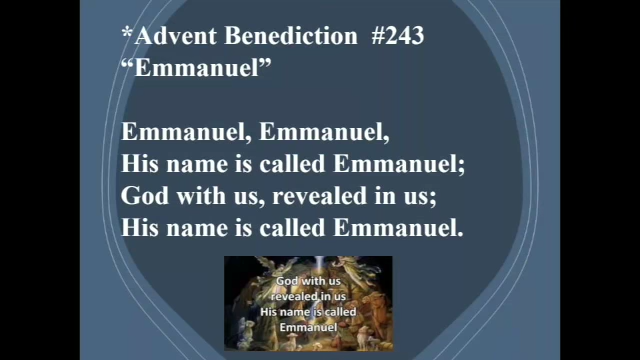 *Advent Benediction #243
“Emmanuel”
Emmanuel, Emmanuel,
His name is called Emmanuel;
God with us, revealed in us;
His name is called Emmanuel.
God with us
revealed in us
His name is called
Emmanuel